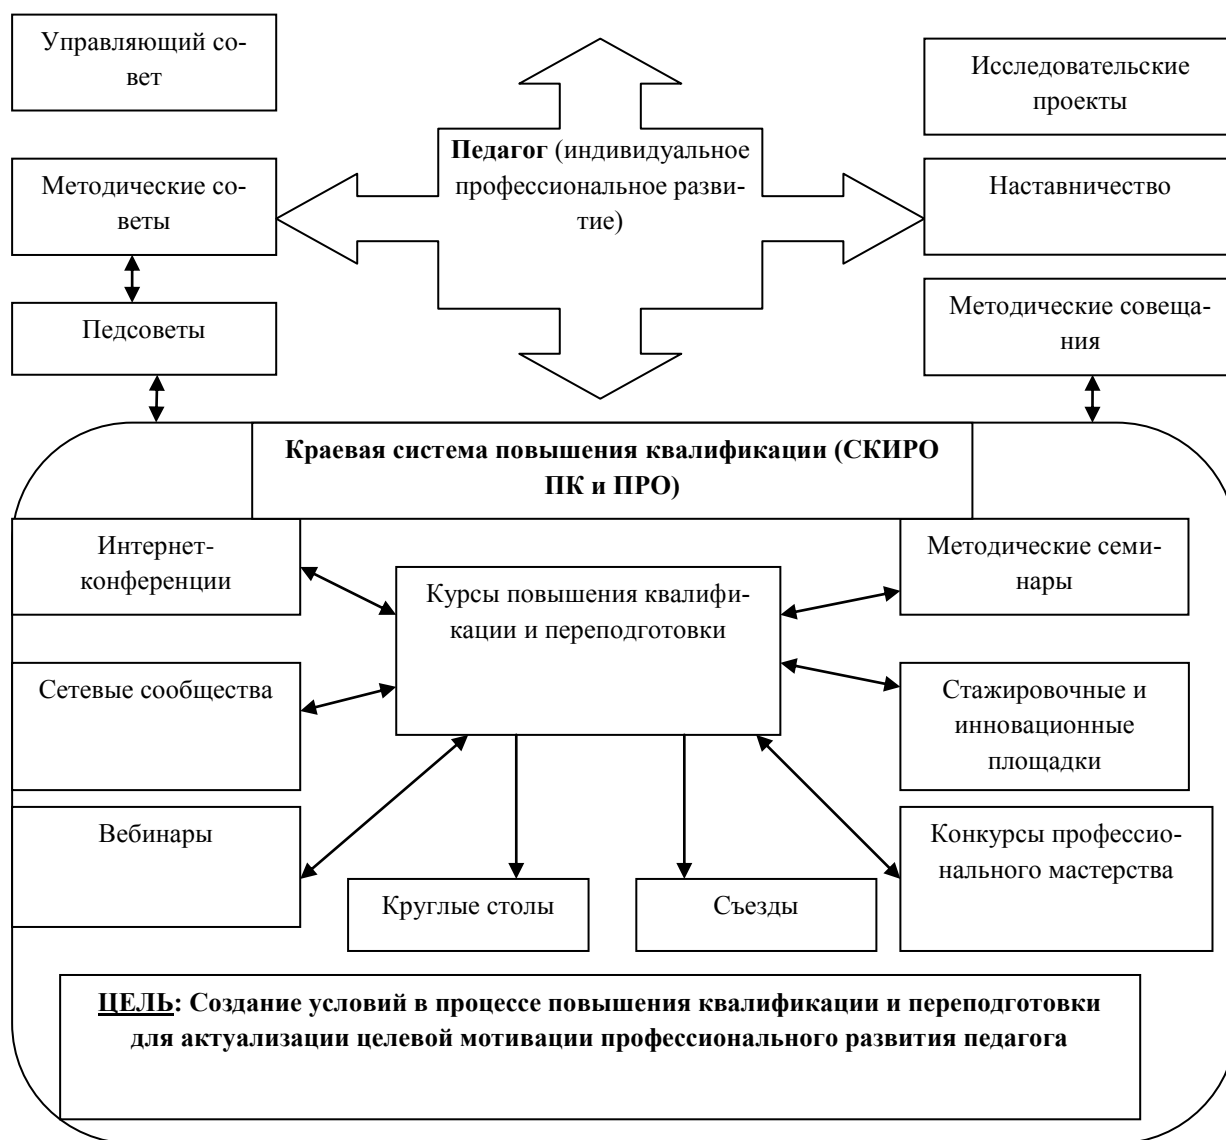 Управляющий со-
вет
Исследовательские
проекты
Педагог (индивидуальное
профессиональное разви-
тие)
Методические со-
веты
Наставничество
Педсоветы
Методические совеща-
ния
Краевая система повышения квалификации (СКИРО
ПК и ПРО)
Интернет-
конференции
Курсы повышения квалифи-
кации и переподготовки
Методические семи-
нары
Сетевые сообщества
Стажировочные и
инновационные
площадки
Вебинары
Круглые столы
Съезды
Конкурсы профессио-
нального мастерства
ЦЕЛЬ: Создание условий в процессе повышения квалификации и переподготовки
для актуализации целевой мотивации профессионального развития педагога